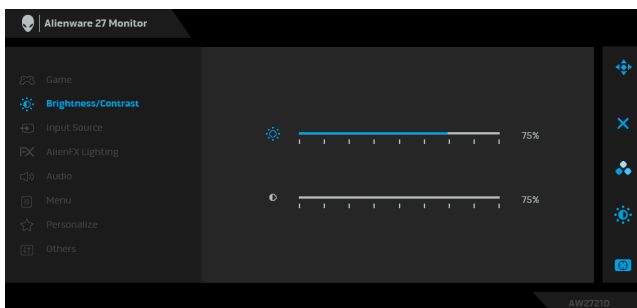 Alienware 27 Monitor
Game
Brightness/Contrast
Input Source
AlienFX Lighting
Audio
Menu
Personalize
Others
75%
75%
AW2721D